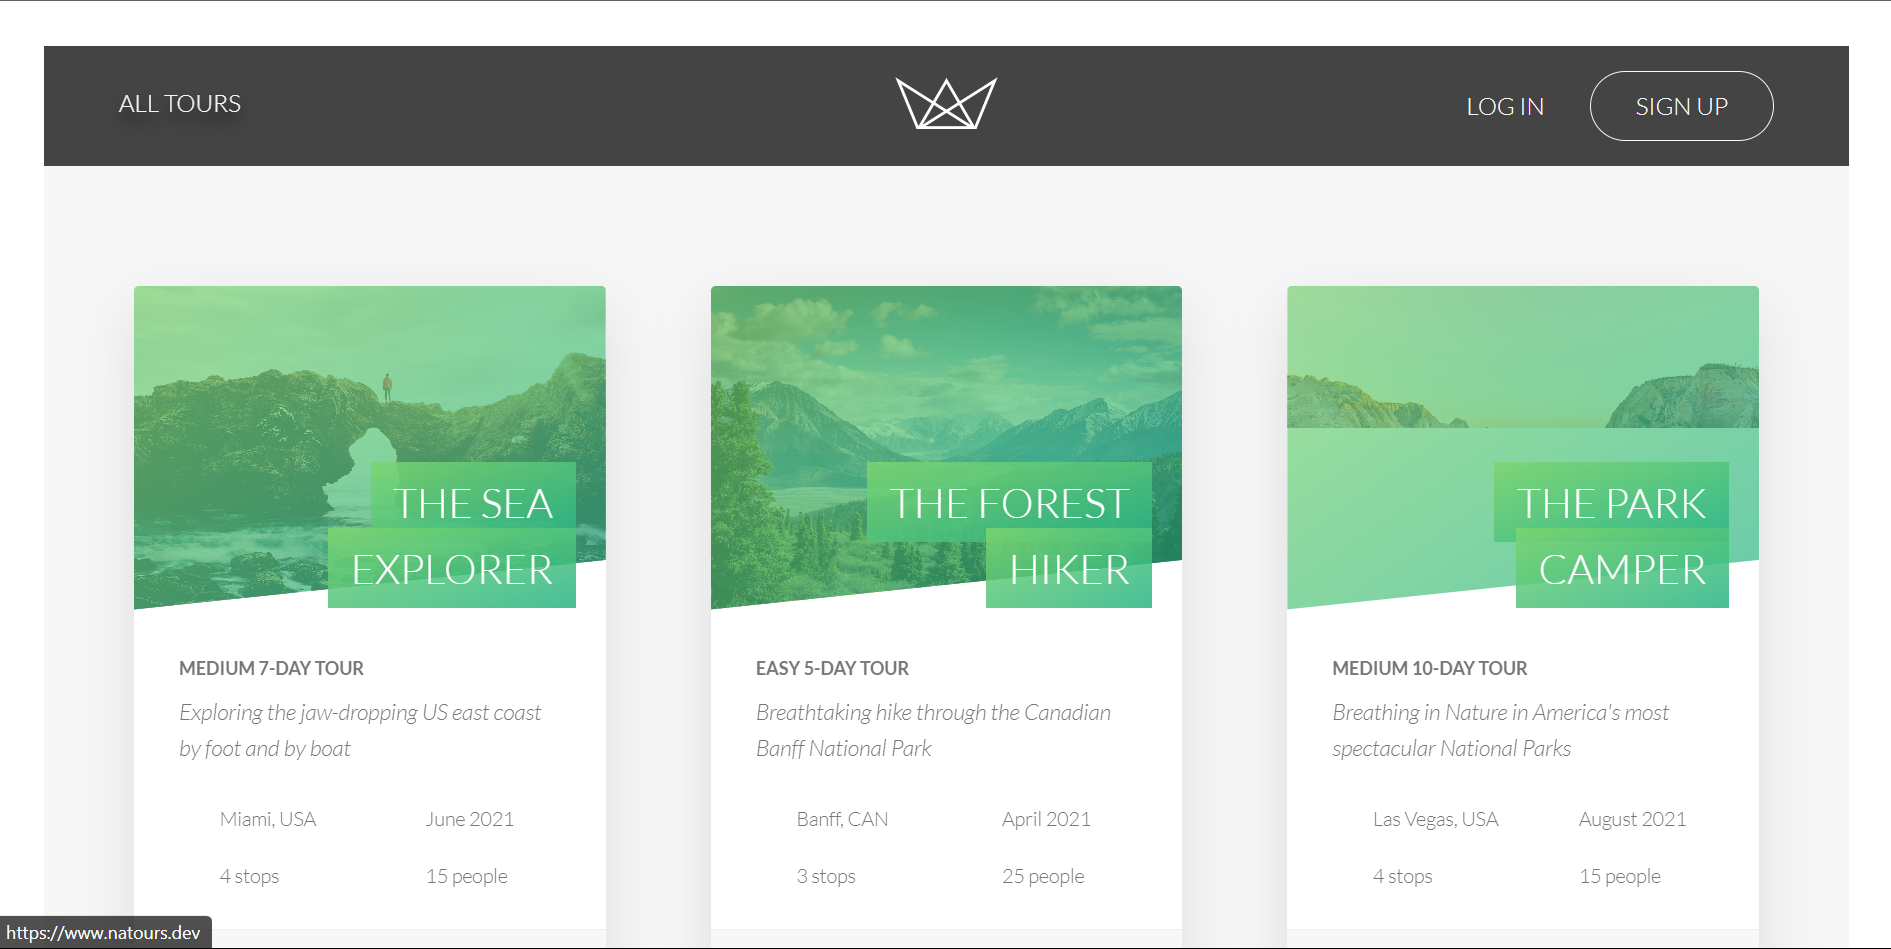 ALL TOURS
LOG IN
SIGN UP
THE SEA
EXPLORER
MEDIUM 7-DAY TOUR
Exploring the jaw-dropping US east coast
by foot and by boat
Miami, USA
June 2021
4 stops
15 people
THE FOREST
HIKER
EASY 5-DAY TOUR
Breathtaking hike through the Canadian
Banff National Park
Banff, CAN
April 2021
3 stops
25 people
THE PARK
CAMPER
MEDIUM 10-DAY TOUR
Breathing in Nature in America's most
spectacular National Parks
Las Vegas, USA
August 2021
4 stops
15 people
https://www.natours.dev